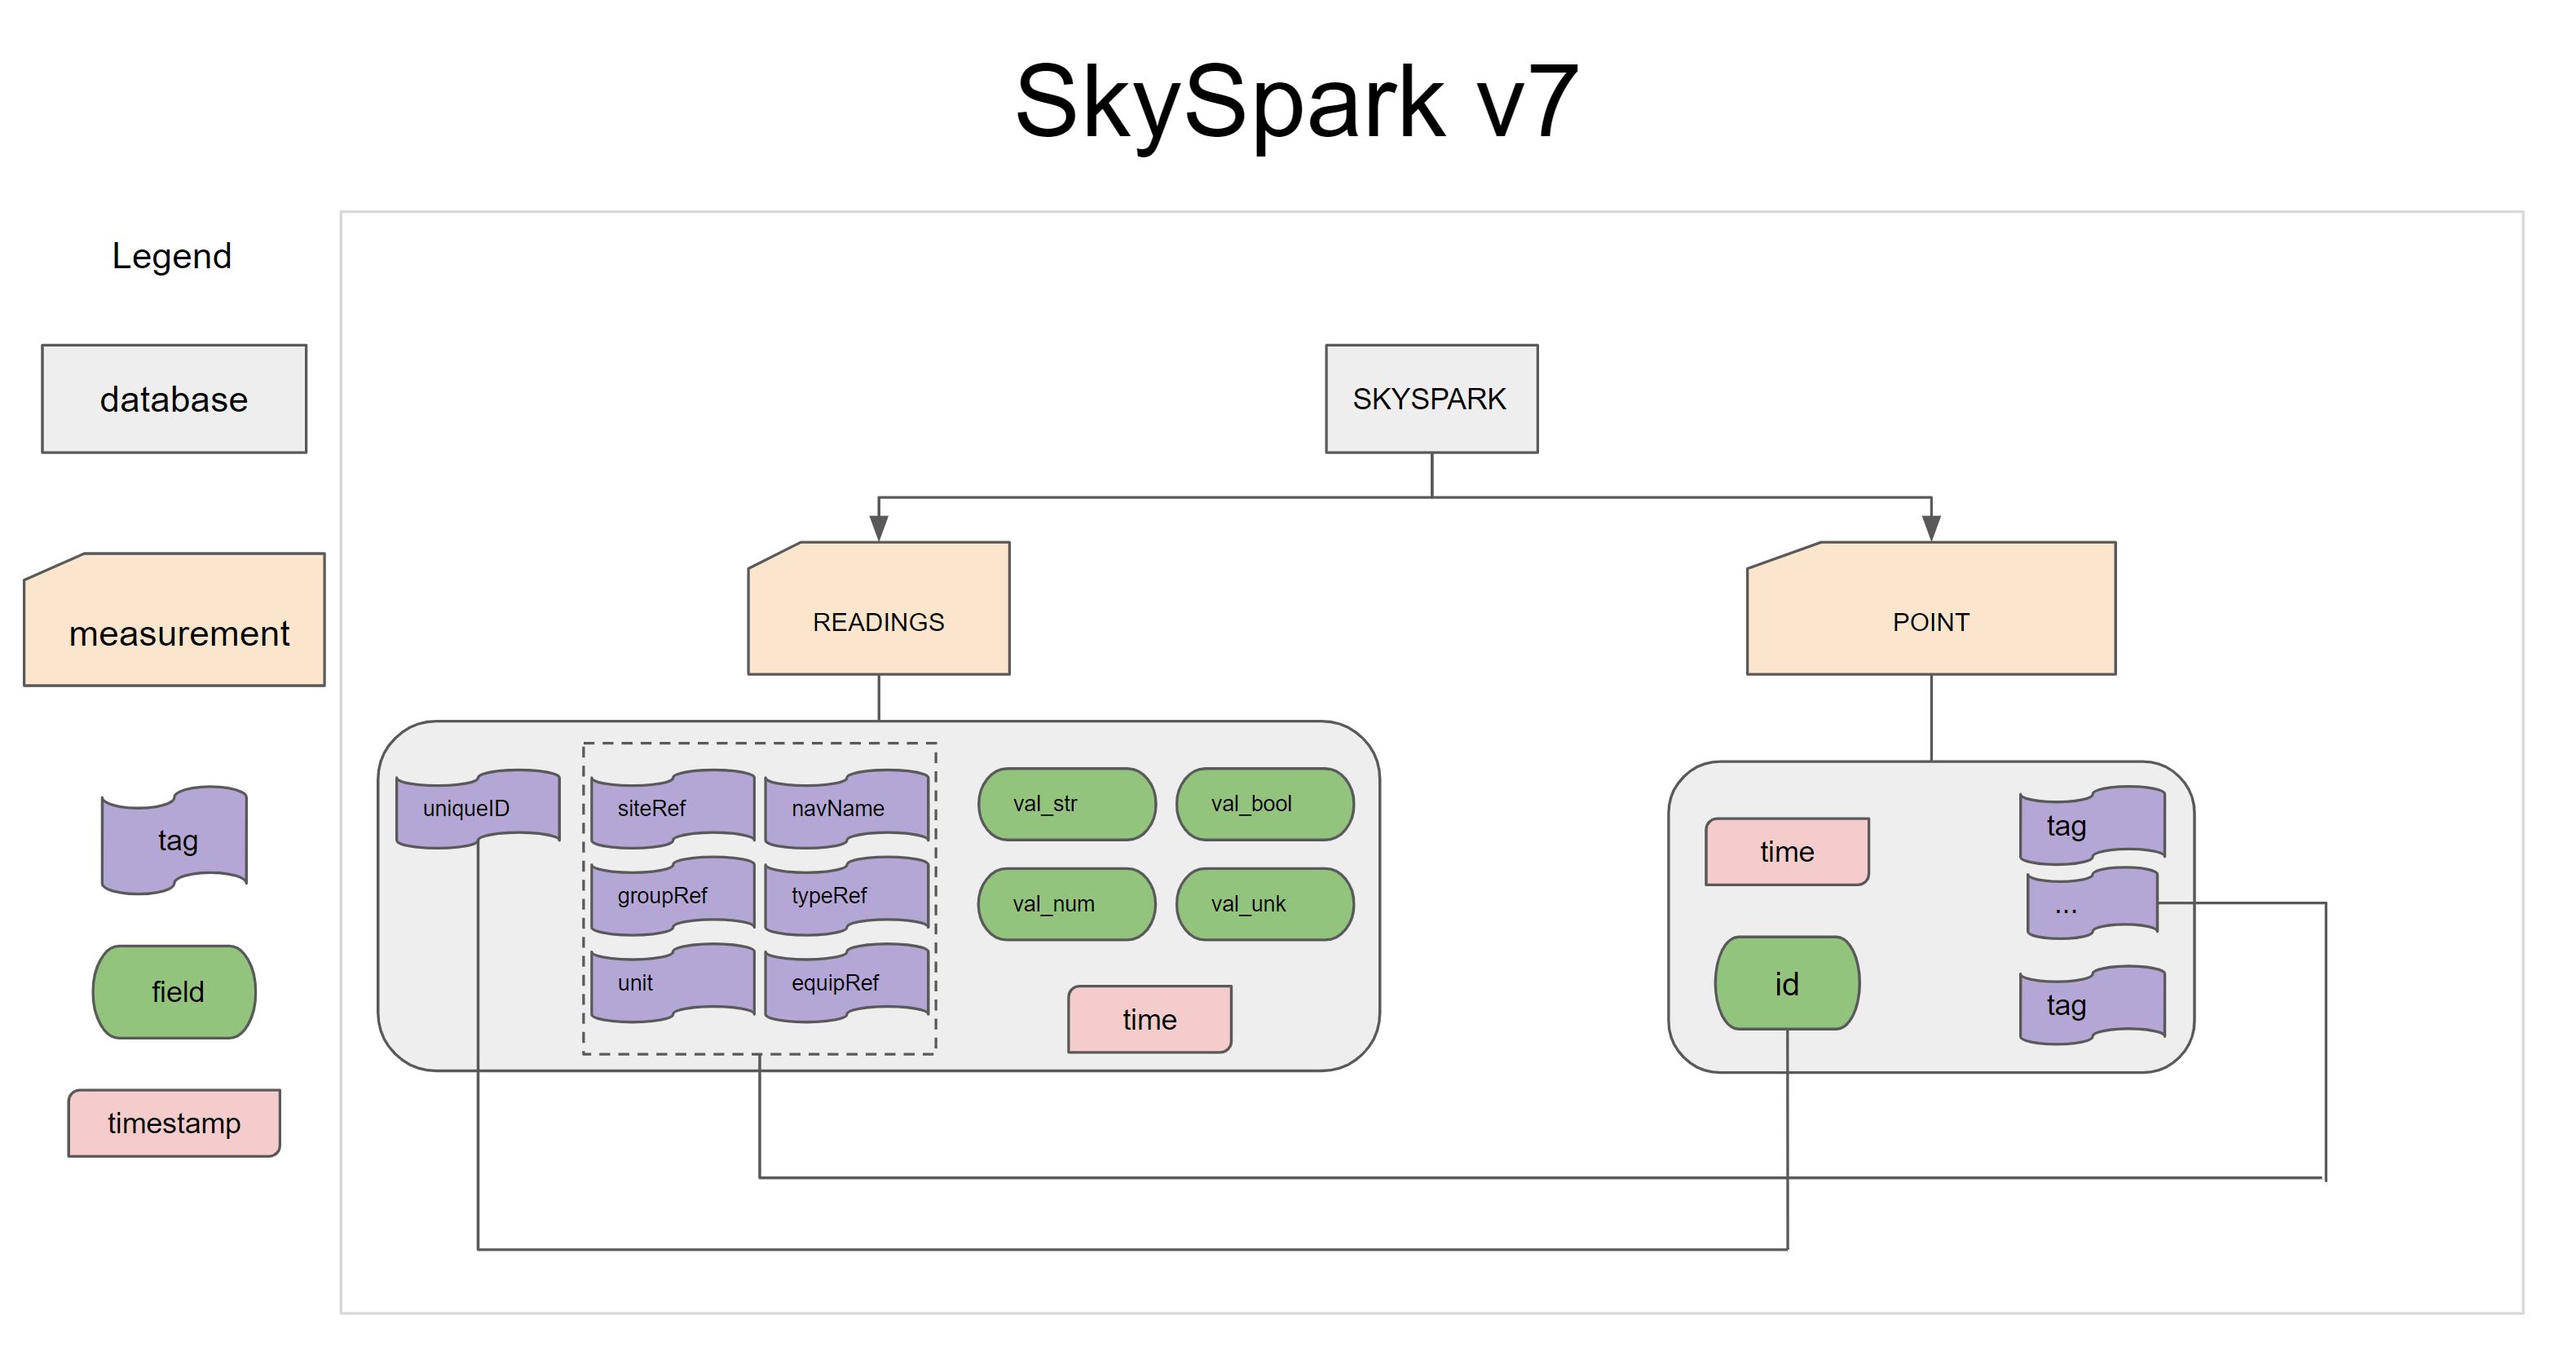 SkySpark v7
Legend
database
measurement
tag
field
timestamp
SKYSPARK
READINGS
POINT
uniqueID
siteRef
navName
groupRef
typeRef
unit
equipRef
val_str
val_bool
val_num
val_unk
time
time
id
tag
...
tag